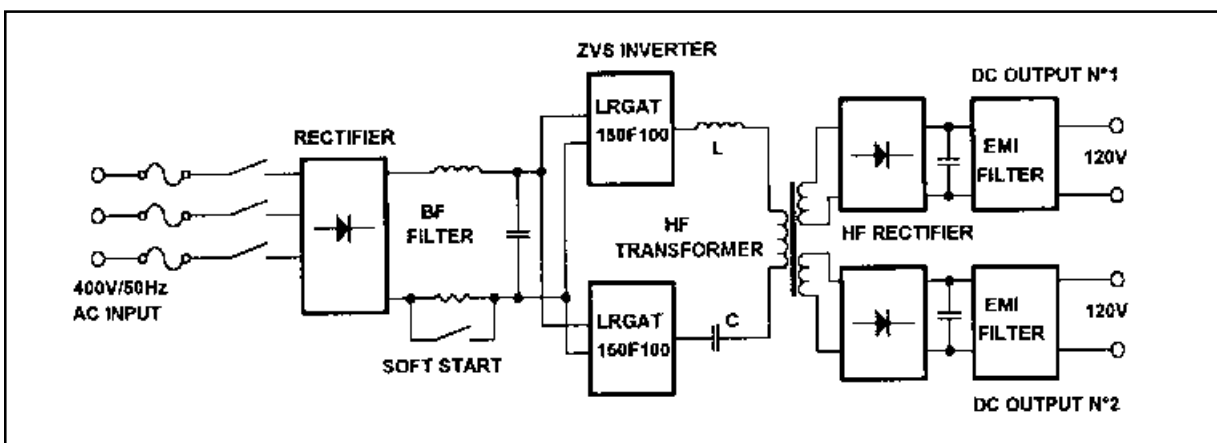 ZVS INVERTER
DC OUTPUT N°1
LRGAT
150F100
RECTIFIER
L
EMI
FILTER
120V
BF
FILTER
HF
TRANSFORMER
HF RECTIFIER
400V/50Hz
AC INPUT
LRGAT
150F100
C
SOFT START
EMI
FILTER
120V
DC OUTPUT N°2